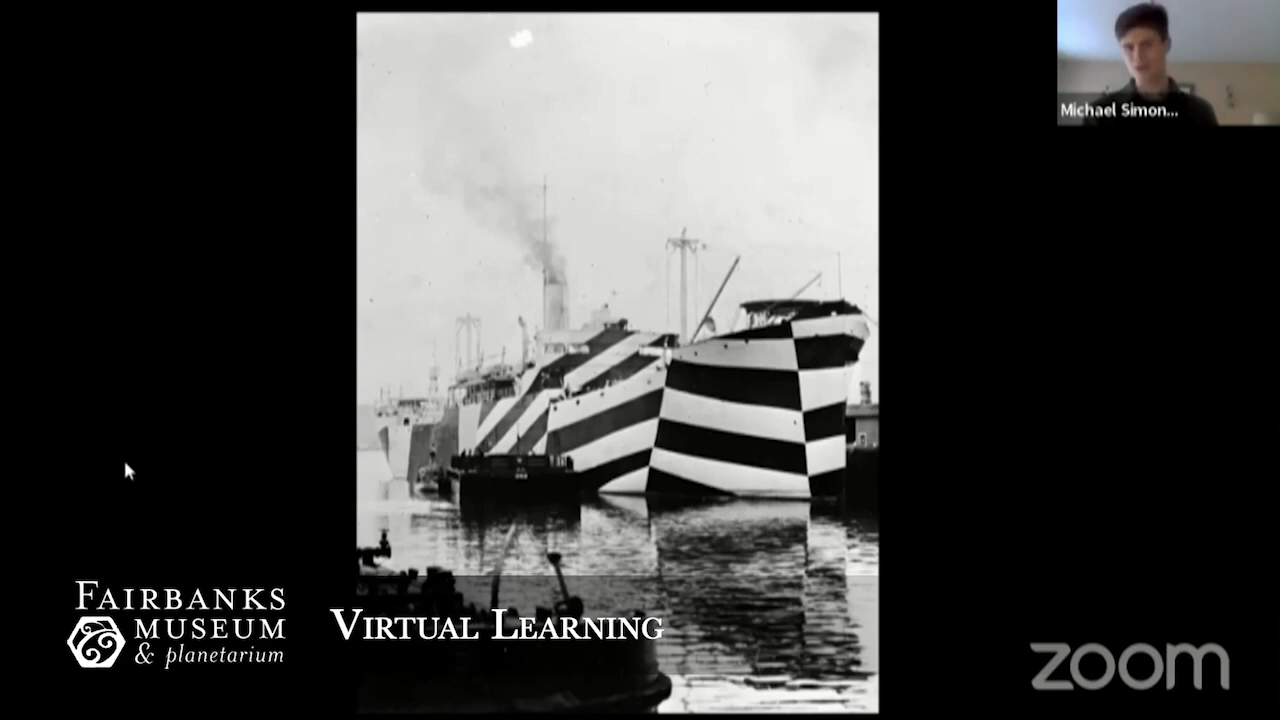 Michael Simon...
FAIRBANKS
MUSEUM
& planetarium
VIRTUAL LEARNING
zoom